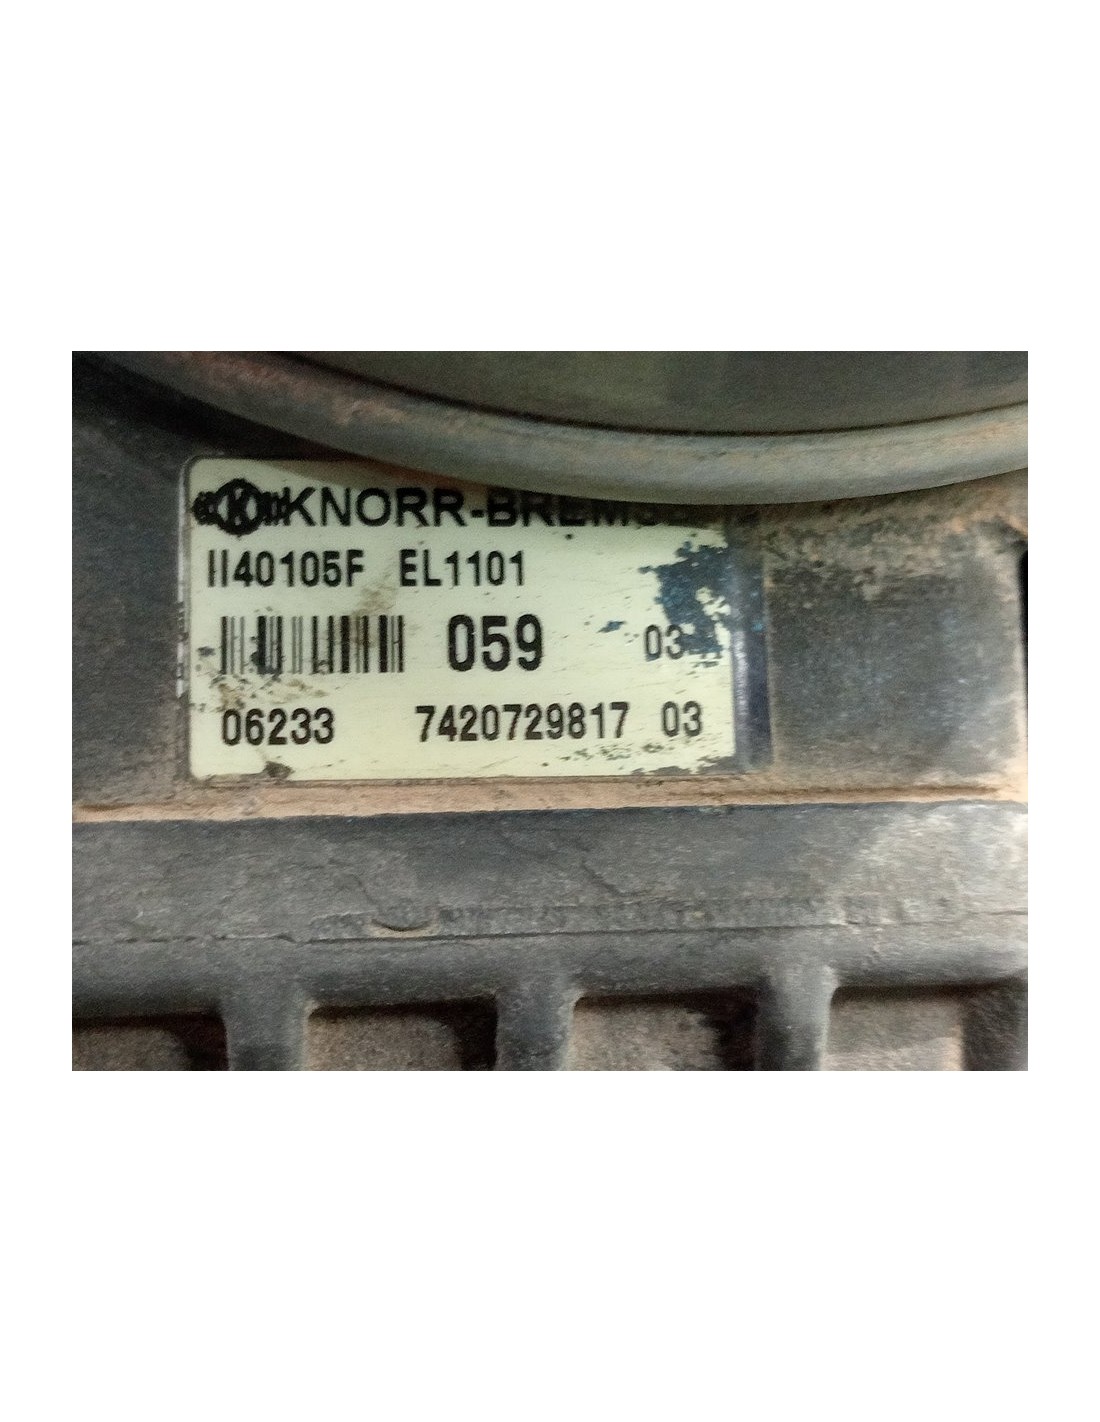 KNORR-BREMSE
II40105F EL1101
059 03
06233 7420729817 03